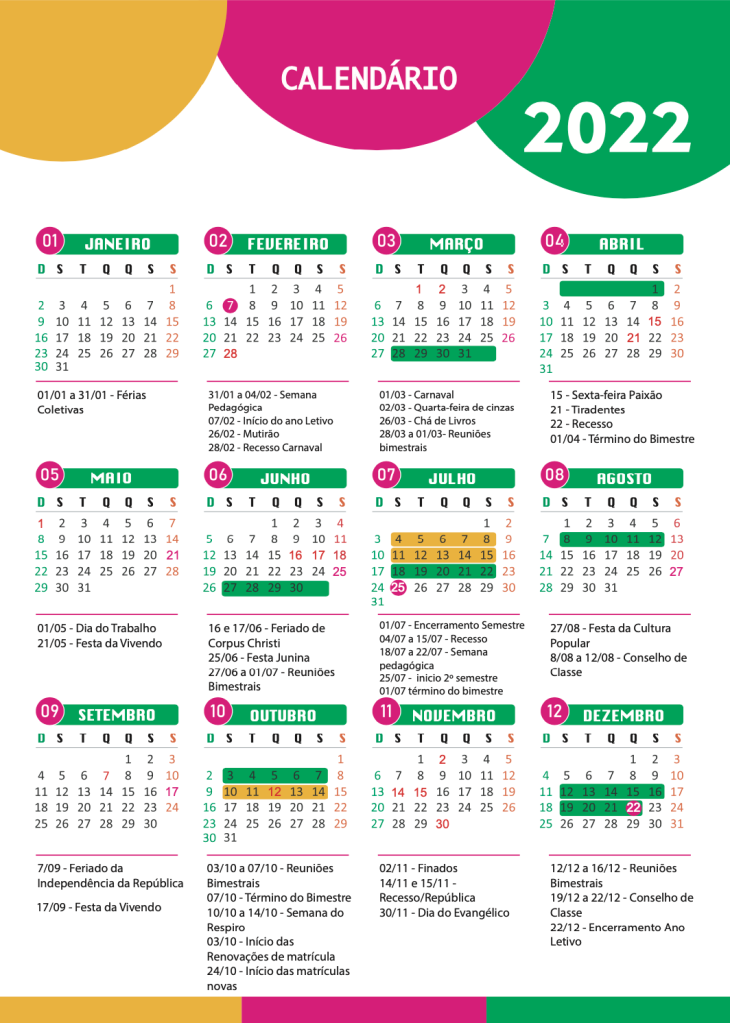 CALENDÁRIO
2022
01 JANEIRO
D S T Q Q S S
1
2 3 4 5 6 7 8
9 10 11 12 13 14 15
16 17 18 19 20 21 22
23 24 25 26 27 28 29
30 31
01/01 a 31/01 - Férias
Coletivas
02 FEVEREIRO
D S T Q Q S S
1 2 3 4 5
6 7 8 9 10 11 12
13 14 15 16 17 18 19
20 21 22 23 24 25 26
27 28
31/01 a 04/02 - Semana
Pedagógica
07/02 - Início do ano Letivo
26/02 - Mutirão
28/02 - Recesso Carnaval
03 MARÇO
D S T Q Q S S
1 2 3 4 5
6 7 8 9 10 11 12
13 14 15 16 17 18 19
20 21 22 23 24 25 26
27 28 29 30 31
01/03 - Carnaval
02/03 - Quarta-feira de cinzas
26/03 - Chá de Livros
28/03 a 01/03- Reuniões
bimestrais
04 ABRIL
D S T Q Q S S
1 2
3 4 5 6 7 8 9
10 11 12 13 14 15 16
17 18 19 20 21 22 23
24 25 26 27 28 29 30
31
15 - Sexta-feira Paixão
21 - Tiradentes
22 - Recesso
01/04 - Término do Bimestre
05 MAIO
D S T Q Q S S
1 2 3 4 5 6 7
8 9 10 11 12 13 14
15 16 17 18 19 20 21
22 23 24 25 26 27 28
29 30 31
01/05 - Dia do Trabalho
21/05 - Festa da Vivendo
06 JUNHO
D S T Q Q S S
1 2 3 4
5 6 7 8 9 10 11
12 13 14 15 16 17 18
19 20 21 22 23 24 25
26 27 28 29 30
16 e 17/06 - Feriado de
Corpus Christi
25/06 - Festa Junina
27/06 a 01/07 - Reuniões
Bimestrais
07 JULHO
D S T Q Q S S
1 2
3 4 5 6 7 8 9
10 11 12 13 14 15 16
17 18 19 20 21 22 23
24 25 26 27 28 29 30
31
01/07 - Encerramento Semestre
04/07 a 15/07 - Recesso
18/07 a 22/07 - Semana
pedagógica
25/07 - início 2º semestre
01/07 término do bimestre
08 AGOSTO
D S T Q Q S S
1 2 3 4 5 6
7 8 9 10 11 12 13
14 15 16 17 18 19 20
21 22 23 24 25 26 27
28 29 30 31
27/08 - Festa da Cultura
Popular
8/08 a 12/08 - Conselho de
Classe
09 SETEMBRO
D S T Q Q S S
1 2 3
4 5 6 7 8 9 10
11 12 13 14 15 16 17
18 19 20 21 22 23 24
25 26 27 28 29 30
7/09 - Feriado da
Independência da República
17/09 - Festa da Vivendo
10 OUTUBRO
D S T Q Q S S
1
2 3 4 5 6 7 8
9 10 11 12 13 14 15
16 17 18 19 20 21 22
23 24 25 26 27 28 29
30 31
03/10 a 07/10 - Reuniões
Bimestrais
07/10 - Término do Bimestre
10/10 a 14/10 - Semana do
Respiro
03/10 - Início das
Renovações de matrícula
24/10 - Início das matrículas
novas
11 NOVEMBRO
D S T Q Q S S
1 2 3 4 5
6 7 8 9 10 11 12
13 14 15 16 17 18 19
20 21 22 23 24 25 26
27 28 29 30
02/11 - Finados
14/11 e 15/11 -
Recesso/República
30/11 - Dia do Evangélico
12 DEZEMBRO
D S T Q Q S S
1 2 3
4 5 6 7 8 9 10
11 12 13 14 15 16 17
18 19 20 21 22 23 24
25 26 27 28 29 30 31
12/12 a 16/12 - Reuniões
Bimestrais
19/12 a 22/12 - Conselho de
Classe
22/12 - Encerramento Ano
Letivo